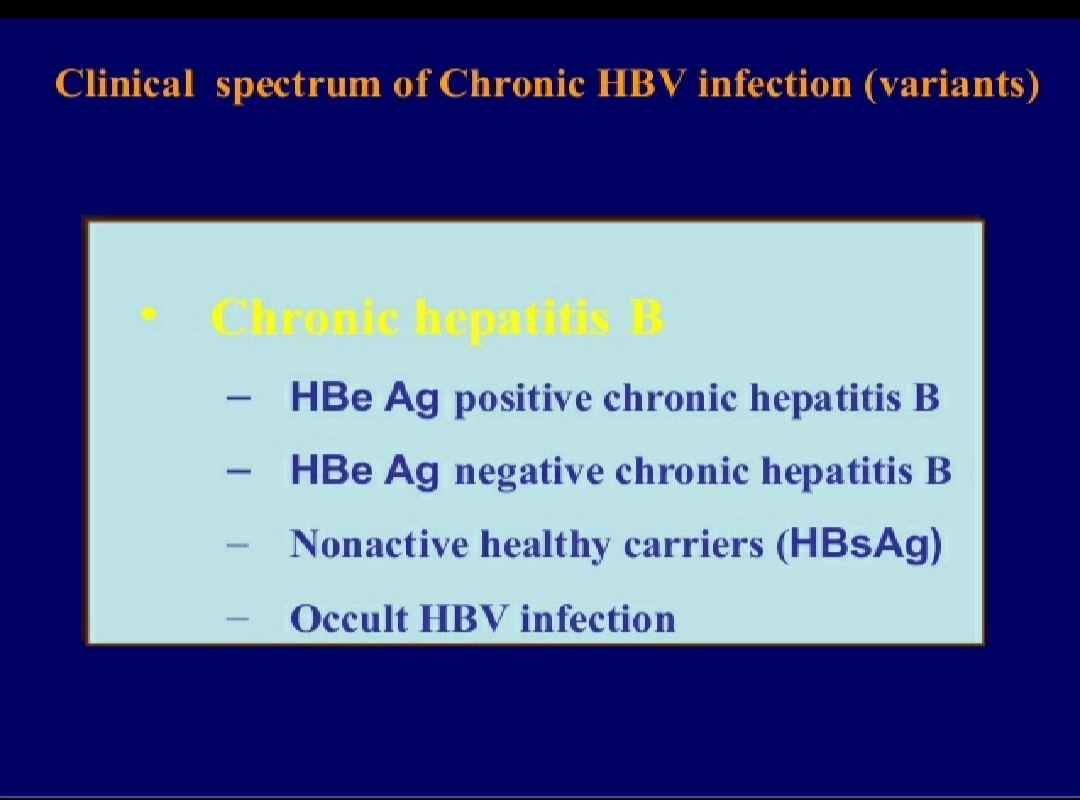 Clinical spectrum of Chronic HBV infection (variants)
• Chronic hepatitis B
– HBe Ag positive chronic hepatitis B
– HBe Ag negative chronic hepatitis B
– Nonactive healthy carriers (HBsAg)
– Occult HBV infection